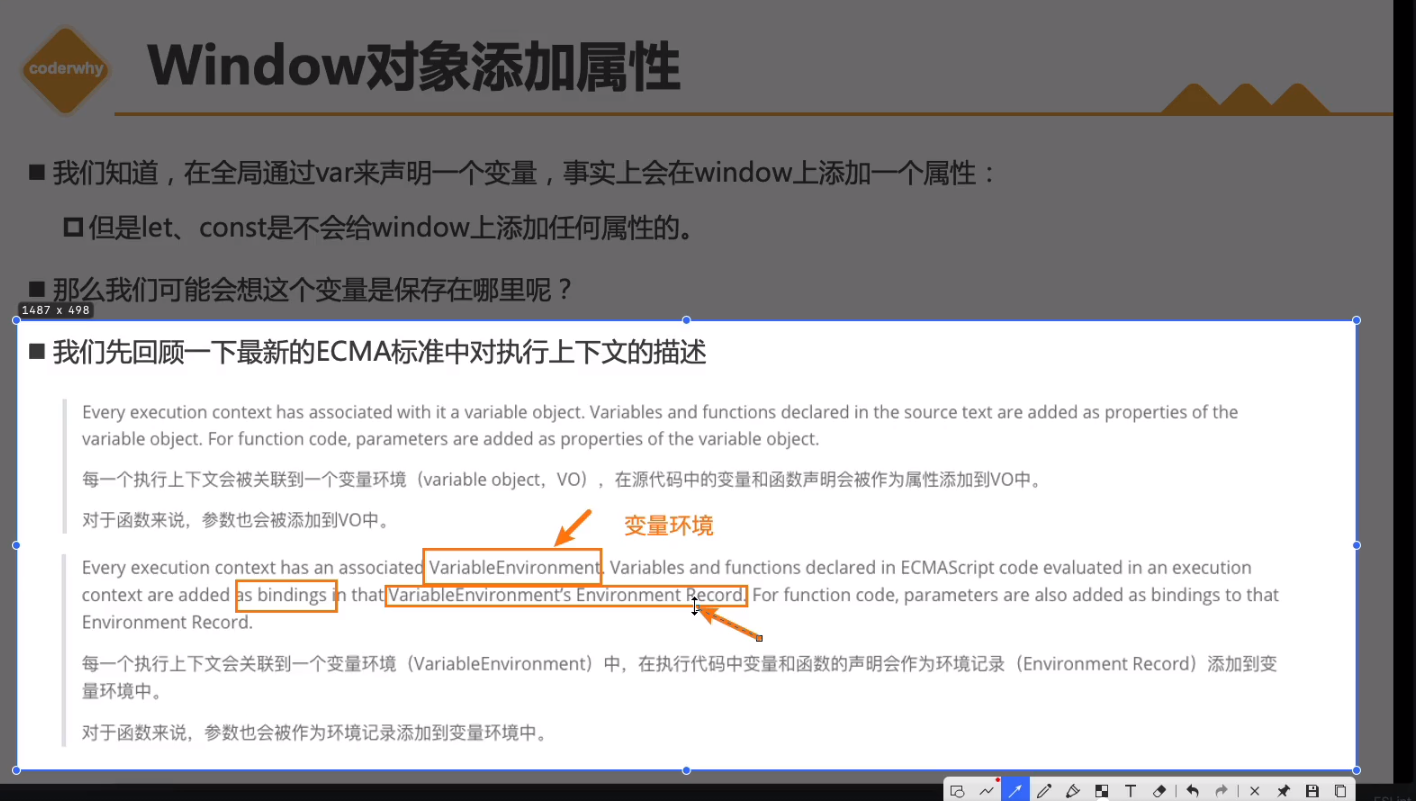 coderwhy
Window对象添加属性
我们知道，在全局通过var来声明一个变量，事实上会在window上添加一个属性：
但是let、const是不会给window上添加任何属性的。
那么我们可能会想这个变量是保存在哪里呢？
1487 x 498
我们先回顾一下最新的ECMA标准中对执行上下文的描述
Every execution context has associated with it a variable object. Variables and functions declared in the source text are added as properties of the
variable object. For function code, parameters are added as properties of the variable object.
每一个执行上下文会被关联到一个变量环境（variable object，VO），在源代码中的变量和函数声明会被作为属性添加到VO中。
对于函数来说，参数也会被添加到VO中。
变量环境
Every execution context has an associated VariableEnvironment. Variables and functions declared in ECMAScript code evaluated in an execution
context are added as bindings in that VariableEnvironment's Environment Record. For function code, parameters are also added as bindings to that
Environment Record.
每一个执行上下文会关联到一个变量环境（VariableEnvironment）中，在执行代码中变量和函数的声明会作为环境记录（Environment Record）添加到变
量环境中。
对于函数来说，参数也会被作为环境记录添加到变量环境中。